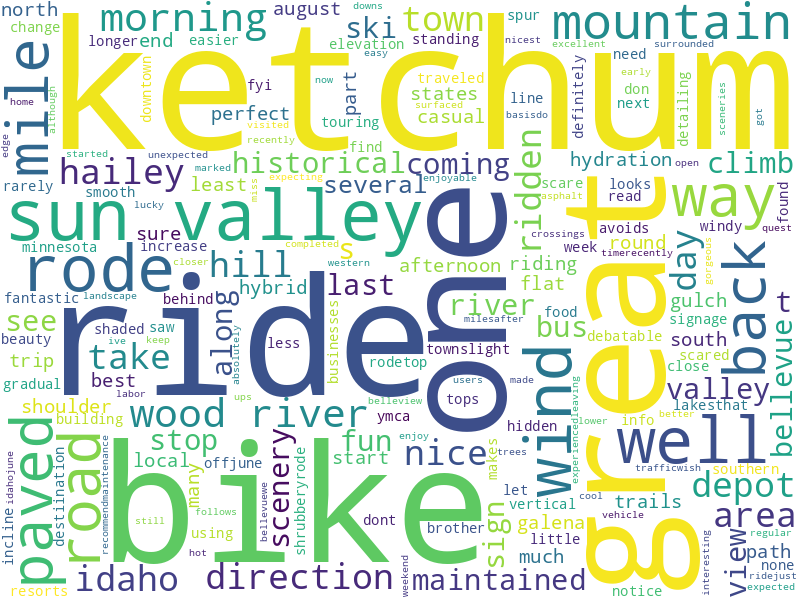 north
morning
august
downs
spur
nicest
mountain
change
longer
end
ski
town
easier
elevation
standing
excellent
surrounded
mile
ketchum
now
easy
home
although
downtown
fyi
part
traveled
states
need
definitely
don
next
detailing
early
sceneries
got
edge
perfect
touring
casual
line
basisdo
visited
surfaced
recently
started
unexpected
marked
find
historical
coming
hydration
open
climb
hailey
rarely
smooth
least
miss
expecting
several
enjoyable
ridden
scare
looks
avoids
asphalt
read
way
windy
found
quest
lucky
sun valley
one
great
minnesota
sure
increase
completed
s
crossings
week
round
timerecently
day
gorgeous
back
rode
hill
closer
western
afternoon
riding
flat
fantastic
landscape
behind
hybrid
last
river
food
bus
gulch
t
see
beauty
shaded
saw
along
ride
less
businesses
milesafter
debatable
signage
south
bellevue
trip
ive
keep
take
absolutely
rodetop
townslight
wind
scared
close
gradual
best
labor
ups
belleview
users
made
tops
valley
lakesthat
shoulder
building
wood river
ymca
hidden
info
slower
better
well
paved
road
stop
fun
nice
experiencedleaving
trafficwish
southern
local
offjune
scenery
start
enjoy
makes
trees
let
cool
vertical
vehicle
trails
depot
destiination
recommendmaintenance
bike
many
using
shrubberyrode
dont
brother
sign
galena
area
incline
idahojune
still
follows
bellevuewe
hot
little
much
notice
interesting
view
path
regular
none
ridejust
expected
resorts
idaho
direction
weekend
maintained